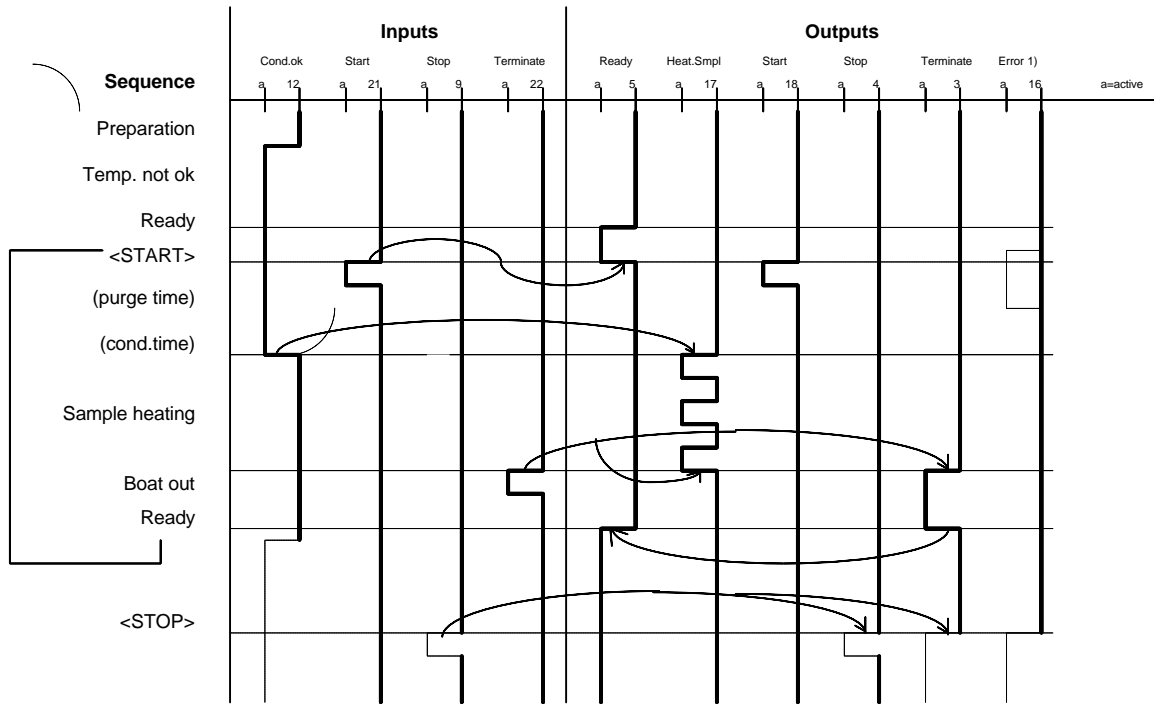 Inputs Outputs
Cond.ok Start Stop Terminate Ready Heat.Smpl Start Stop Terminate Error 1)
Sequence a 12 a 21 a 9 a 22 a 5 a 17 a 18 a 4 a 3 a 16 a=active
Preparation
Temp. not ok
Ready
<START>
(purge time)
(cond.time)
Sample heating
Boat out
Ready
<STOP>